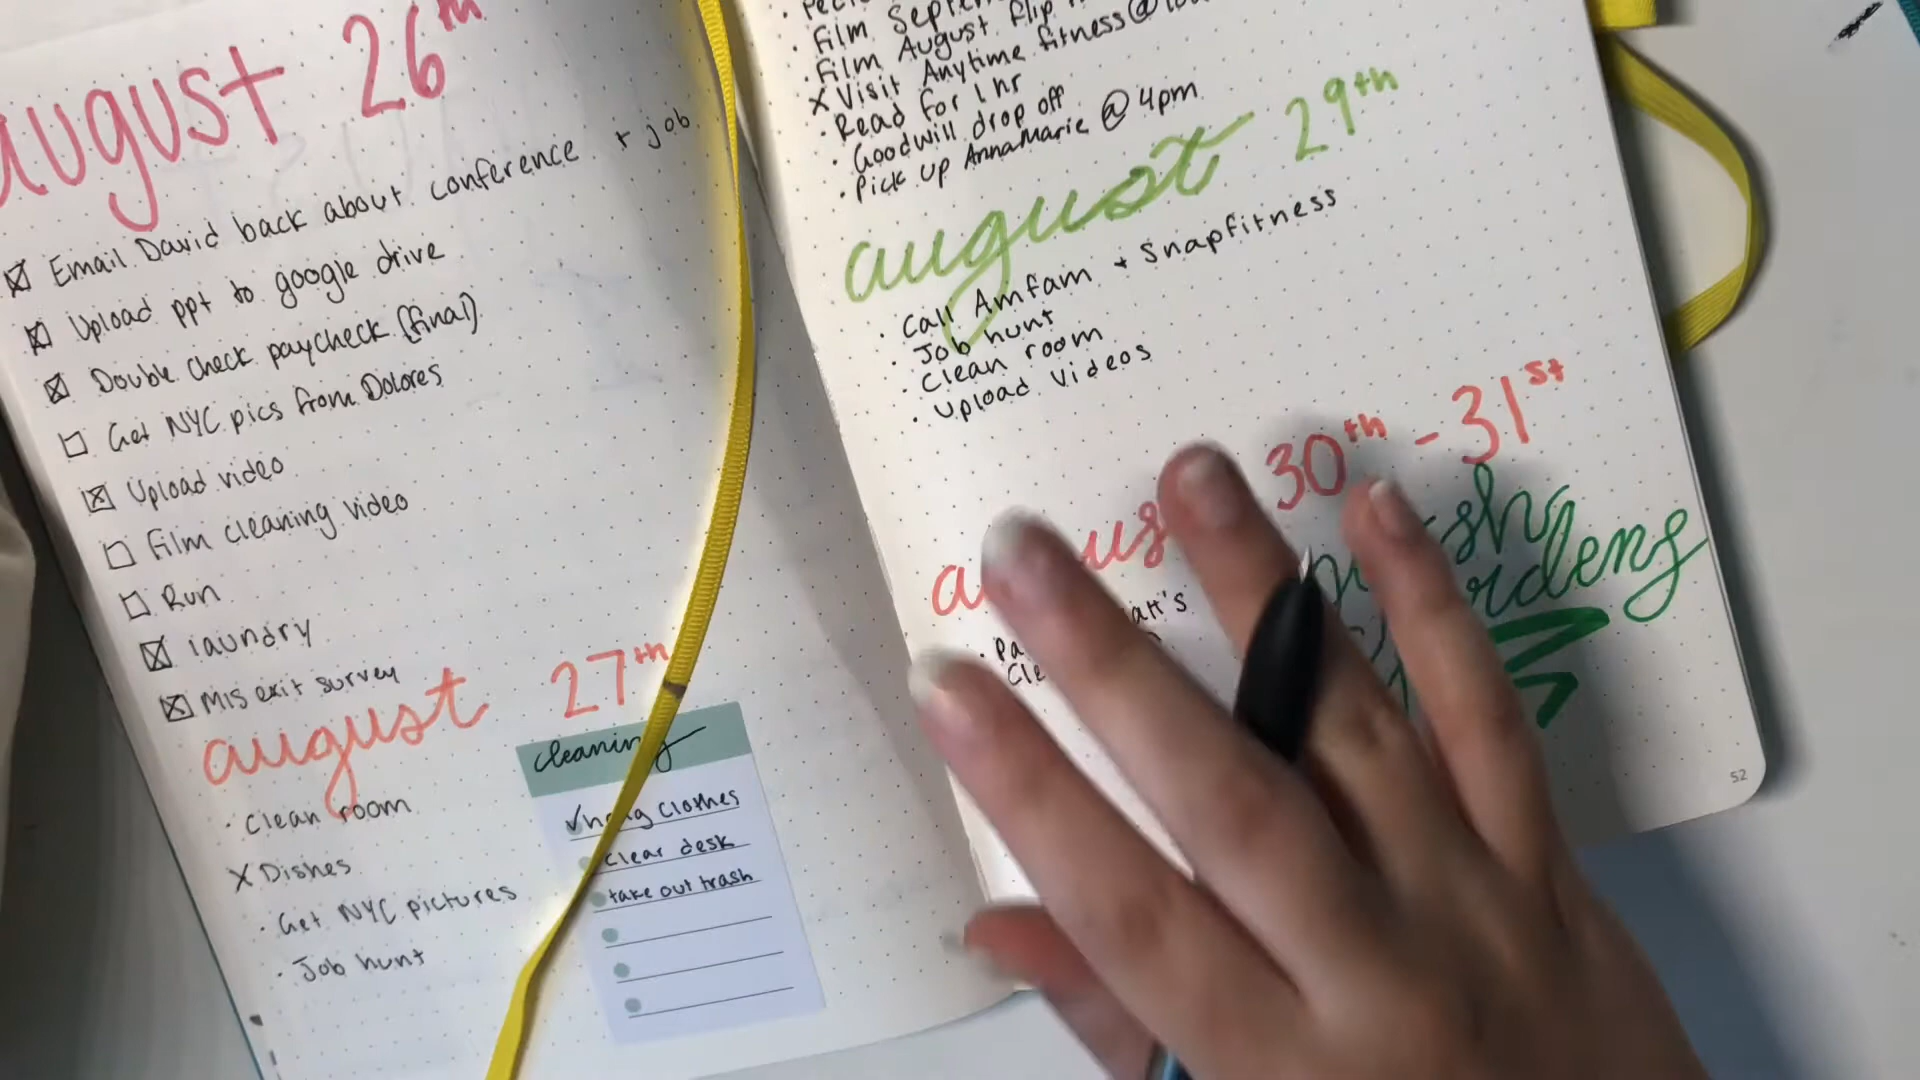 august 26th
☒ Email David back about conference + job
☒ Upload ppt to google drive
☒ Double check paycheck (final)
☐ Get NYC pics from Dolores
☒ Upload video
☐ Film cleaning video
☐ Run
☒ laundry
☒ Mis exit survey
august 27th
· Clean room
X Dishes
· Get NYC pictures
· Job hunt
cleaning
✓ hang clothes
clear desk
take out trash
· Film
· Film August flip
X Visit Anytime fitness @
· Read for 1 hr
· Goodwill drop off
· Pick up AnnaMarie @ 4pm
august 29th
· Call Amfam + Snapfitness
· Job hunt
· Clean room
· Upload Videos
30th - 31st
52